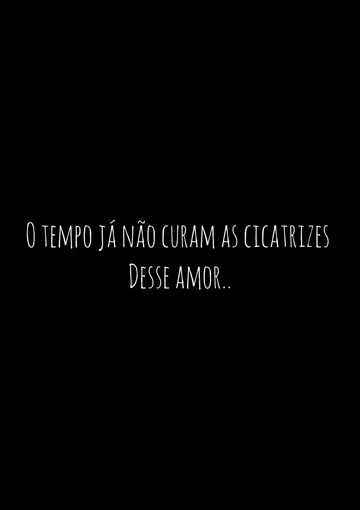 O TEMPO JÁ NÃO CURAM AS CICATRIZES
DESSE AMOR..